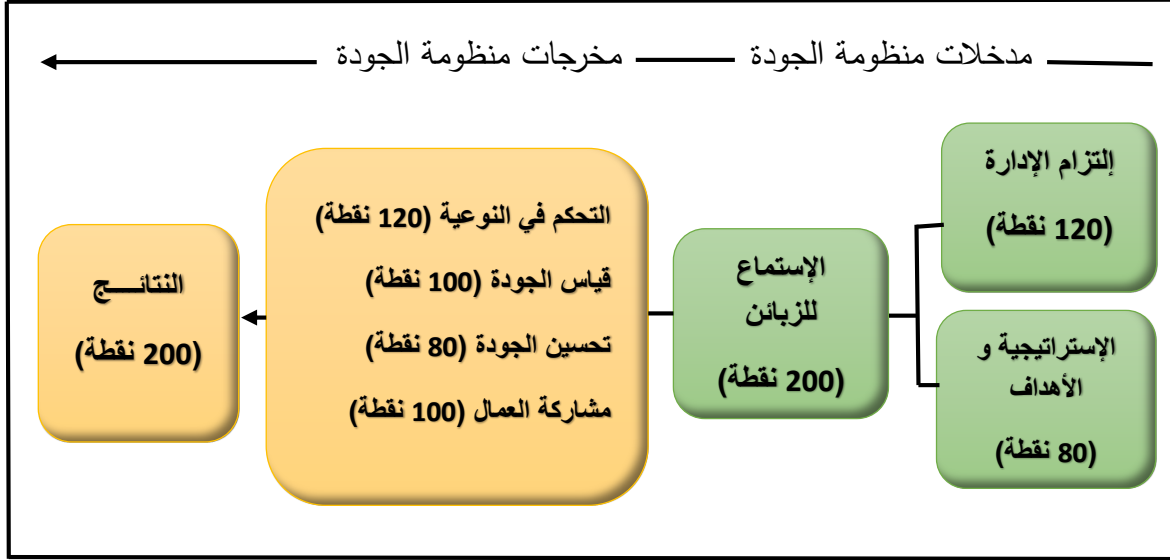 مدخلات منظومة الجودة
مخرجات منظومة الجودة
إلتزام الإدارة
(120 نقطة)
الإستراتيجية و
الأهداف
(80 نقطة)
الإستماع
للزبائن
(200 نقطة)
التحكم في النوعية (120 نقطة)
قياس الجودة (100 نقطة)
تحسين الجودة (80 نقطة)
مشاركة العمال (100 نقطة)
النتائــــج
(200 نقطة)